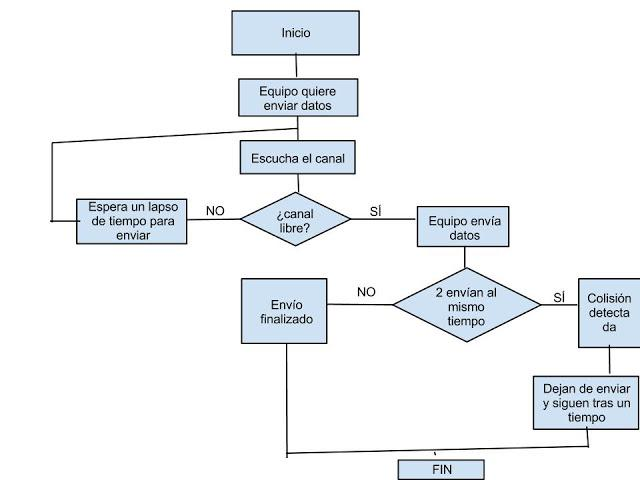 Inicio
Equipo quiere
enviar datos
Escucha el canal
Espera un lapso
de tiempo para
enviar
NO
¿canal
libre?
SÍ
Equipo envía
datos
Envío
finalizado
NO
2 envían al
mismo
tiempo
SÍ
Colisión
detecta
da
Dejan de enviar
y siguen tras un
tiempo
FIN